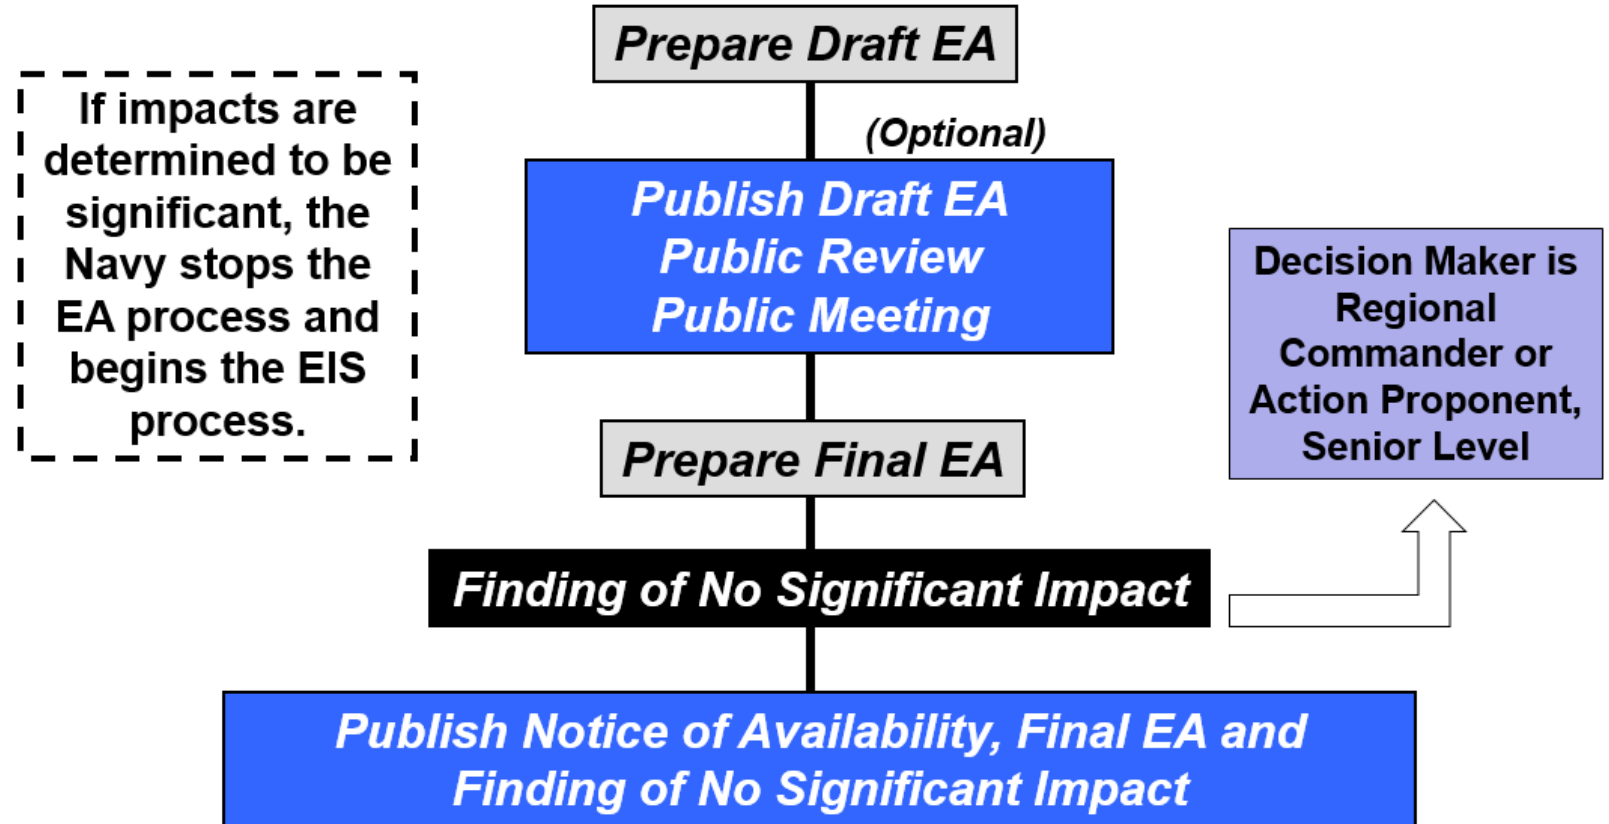 Prepare Draft EA
If impacts are
determined to be
significant, the
Navy stops the
EA process and
begins the EIS
process.
(Optional)
Publish Draft EA
Public Review
Public Meeting
Decision Maker is
Regional
Commander or
Action Proponent,
Senior Level
Prepare Final EA
Finding of No Significant Impact
Publish Notice of Availability, Final EA and
Finding of No Significant Impact